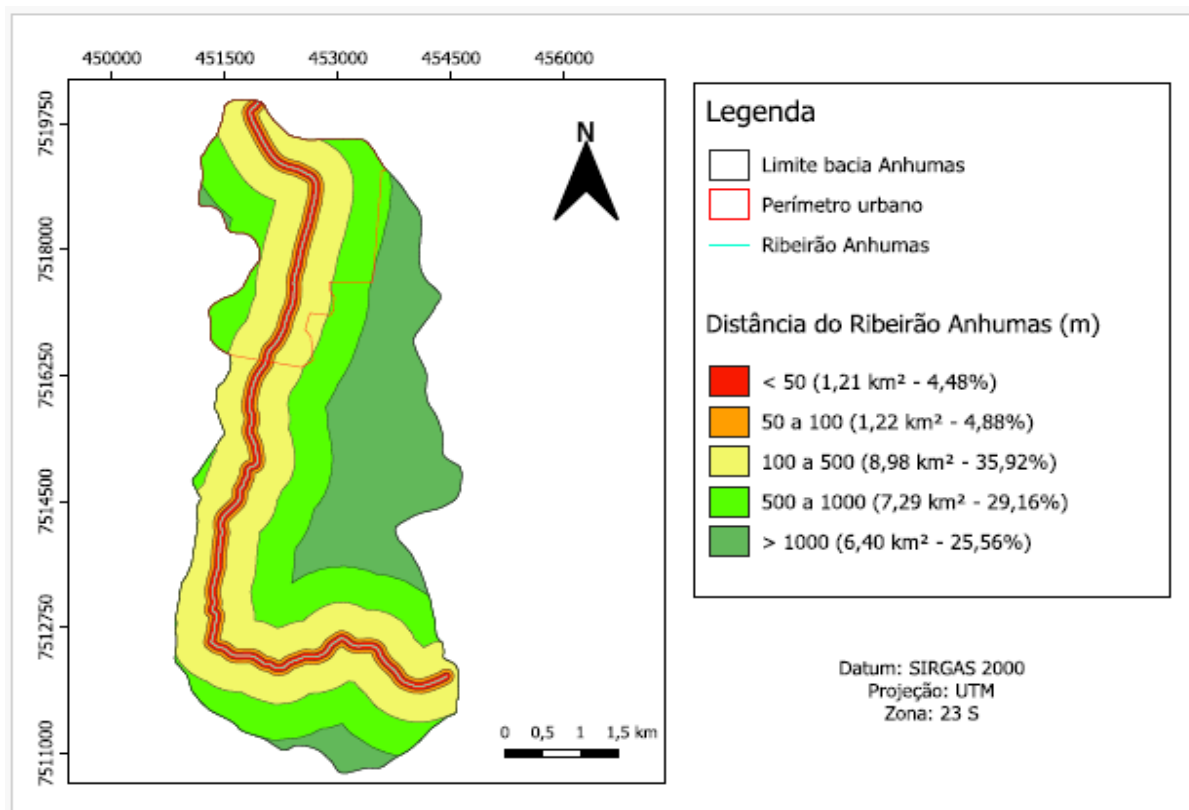 450000 451500 453000 454500 456000
7519750
7518000
7516250
7514500
7512750
7511000
N
0 0,5 1 1,5 km
Legenda
Limite bacia Anhumas
Perímetro urbano
Ribeirão Anhumas
Distância do Ribeirão Anhumas (m)
< 50 (1,21 km² - 4,48%)
50 a 100 (1,22 km² - 4,88%)
100 a 500 (8,98 km² - 35,92%)
500 a 1000 (7,29 km² - 29,16%)
> 1000 (6,40 km² - 25,56%)
Datum: SIRGAS 2000
Projeção: UTM
Zona: 23 S